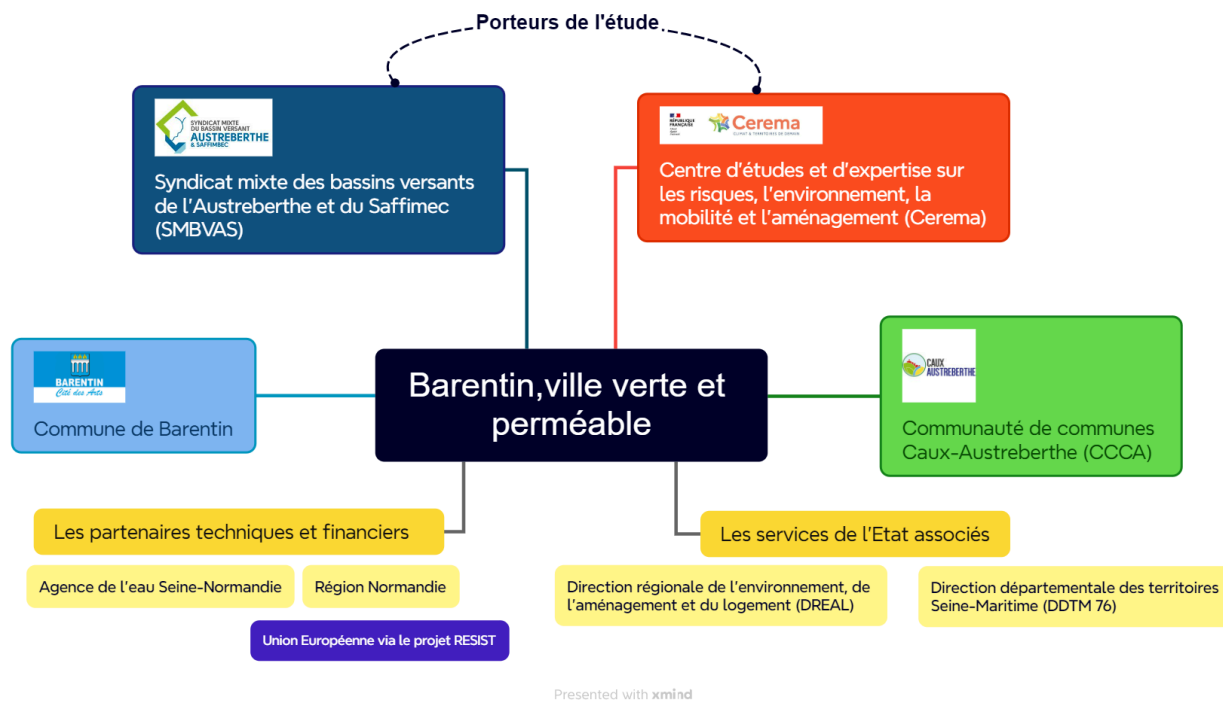 Porteurs de l'étude
SYNDICAT MIXTE
DU BASSIN VERSANT
AUSTREBERTHE
& SAFFIMBEC
Syndicat mixte des bassins versants
de l'Austreberthe et du Saffimec
(SMBVAS)
RÉPUBLIQUE
FRANÇAISE
Cerema
CLIMAT & TERRITOIRES DE DEMAIN
Centre d'études et d'expertise sur
les risques, l'environnement, la
mobilité et l'aménagement (Cerema)
BARENTIN
Cité des Arts
Commune de Barentin
Barentin,ville verte et
perméable
CAUX
AUSTREBERTHE
Communauté de communes
Caux-Austreberthe (CCCA)
Les partenaires techniques et financiers
Agence de l'eau Seine-Normandie
Région Normandie
Union Européenne via le projet RESIST
Les services de l'Etat associés
Direction régionale de l'environnement, de
l'aménagement et du logement (DREAL)
Direction départementale des territoires
Seine-Maritime (DDTM 76)
Presented with xmind